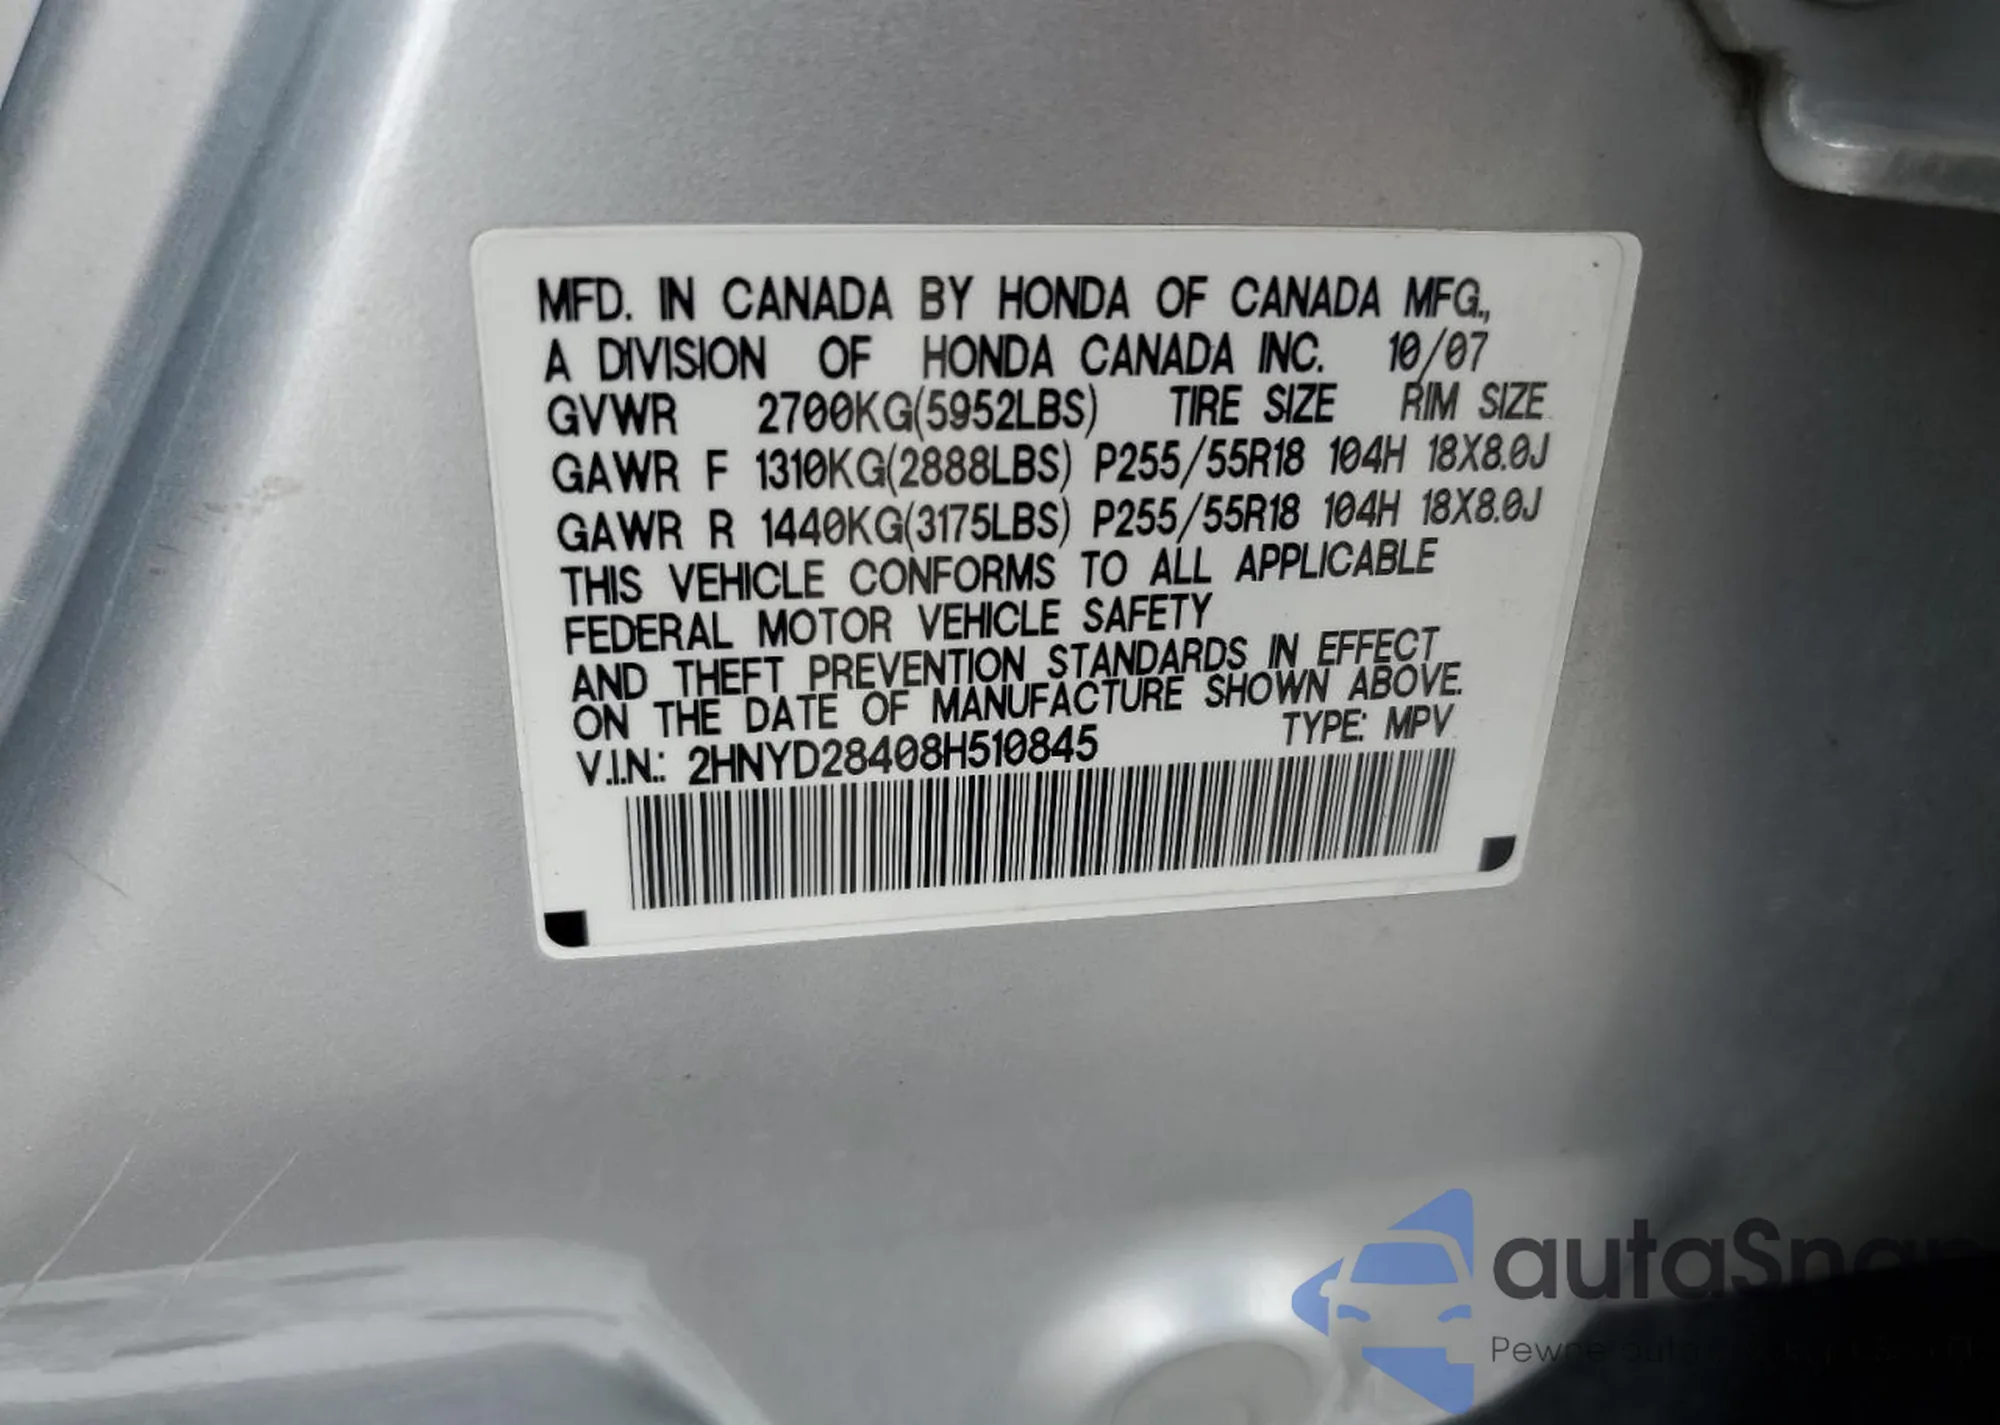 MFD. IN CANADA BY HONDA OF CANADA MFG.,
A DIVISION OF HONDA CANADA INC. 10/07
GVWR 2700KG(5952LBS) TIRE SIZE RIM SIZE
GAWR F 1310KG(2888LBS) P255/55R18 104H 18X8.0J
GAWR R 1440KG(3175LBS) P255/55R18 104H 18X8.0J
THIS VEHICLE CONFORMS TO ALL APPLICABLE
FEDERAL MOTOR VEHICLE SAFETY
AND THEFT PREVENTION STANDARDS IN EFFECT
ON THE DATE OF MANUFACTURE SHOWN ABOVE.
V.I.N.: 2HNYD28408H510845 TYPE: MPV
autaSnap
Pewne auto